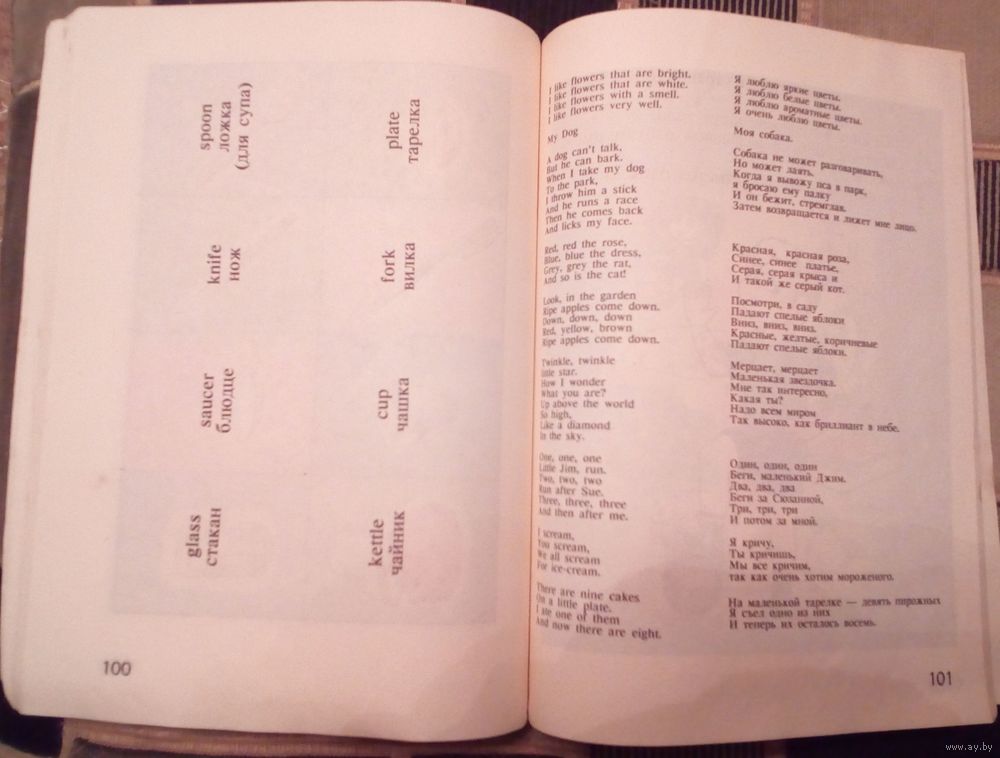 spoon
ложка
(для супа)
plate
тарелка
knife
нож
fork
вилка
saucer
блюдце
cup
чашка
glass
стакан
kettle
чайник
100
I like flowers that are bright.
I like flowers that are white.
I like flowers with a smell.
I like flowers very well.
My Dog
A dog can't talk,
But he can bark.
When I take my dog
To the park,
I throw him a stick
And he runs a race
Then he comes back
And licks my face.
Red, red the rose,
Blue, blue the dress,
Grey, grey the rat,
And so is the cat!
Look, in the garden
Ripe apples come down.
Down, down, down
Red, yellow, brown
Ripe apples come down.
Twinkle, twinkle
little star.
How I wonder
What you are?
Up above the world
So high,
Like a diamond
In the sky.
One, one, one
Little Jim, run.
Two, two, two
Run after Sue.
Three, three, three
And then after me.
I scream,
You scream,
We all scream
For ice-cream.
There are nine cakes
On a little plate.
I ate one of them
And now there are eight.
Я люблю яркие цветы.
Я люблю белые цветы.
Я люблю ароматные цветы.
Я очень люблю цветы.
Моя собака.
Собака не может разговаривать,
Но может лаять.
Когда я вывожу пса в парк,
я бросаю ему палку
И он бежит, стремглав.
Затем возвращается и лижет мне лицо.
Красная, красная роза,
Синее, синее платье,
Серая, серая крыса и
И такой же серый кот.
Посмотри, в саду
Падают спелые яблоки
Вниз, вниз, вниз.
Красные, желтые, коричневые
Падают спелые яблоки.
Мерцает, мерцает
Маленькая звездочка.
Мне так интересно,
Какая ты?
Надо всем миром
Так высоко, как бриллиант в небе.
Один, один, один
Беги, маленький Джим.
Два, два, два
Беги за Сюзанной,
Три, три, три
И потом за мной.
Я кричу,
Ты кричишь,
Мы все кричим,
так как очень хотим мороженого.
На маленькой тарелке — девять пирожных
Я съел одно из них
И теперь их осталось восемь.
101
www.ay.by